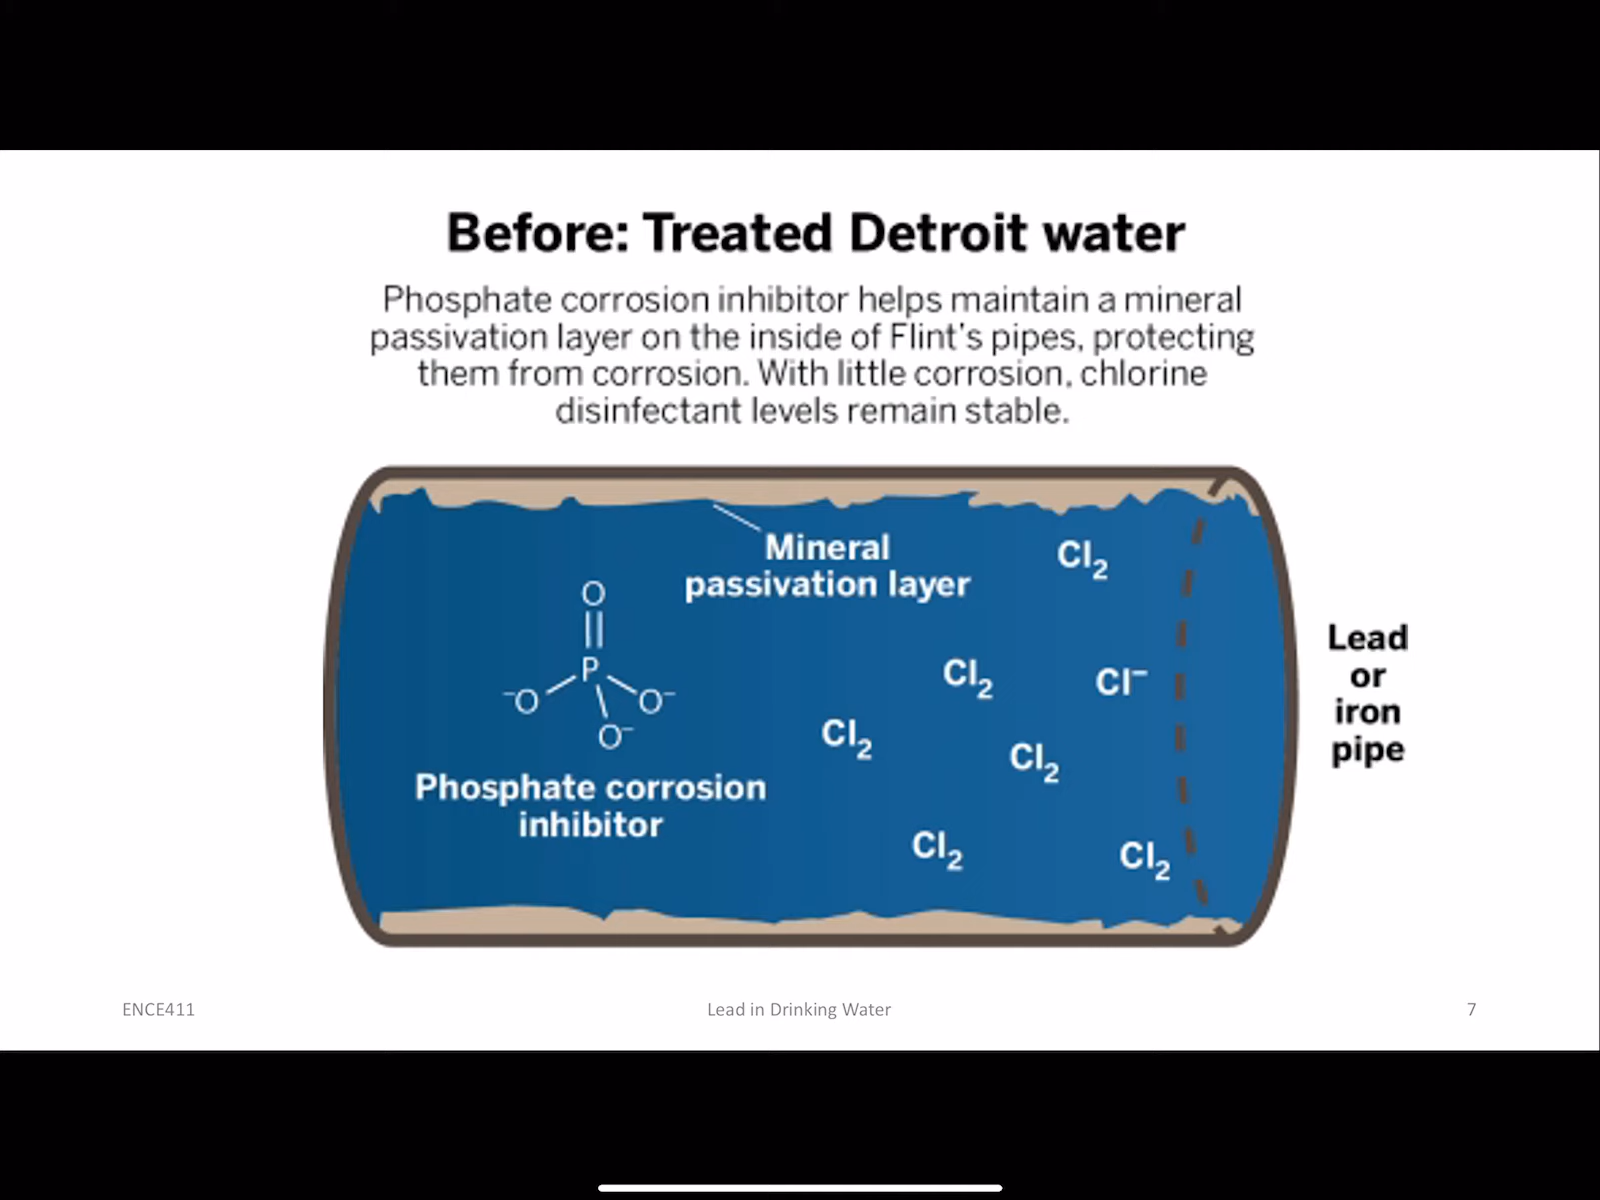 Before: Treated Detroit water
Phosphate corrosion inhibitor helps maintain a mineral
passivation layer on the inside of Flint's pipes, protecting
them from corrosion. With little corrosion, chlorine
disinfectant levels remain stable.
Mineral
passivation layer
Cl₂
O
P
⁻O
O⁻
O⁻
Phosphate corrosion
inhibitor
Cl₂
Cl⁻
Cl₂
Cl₂
Cl₂
Cl₂
Lead
or
iron
pipe
ENCE411
Lead in Drinking Water
7